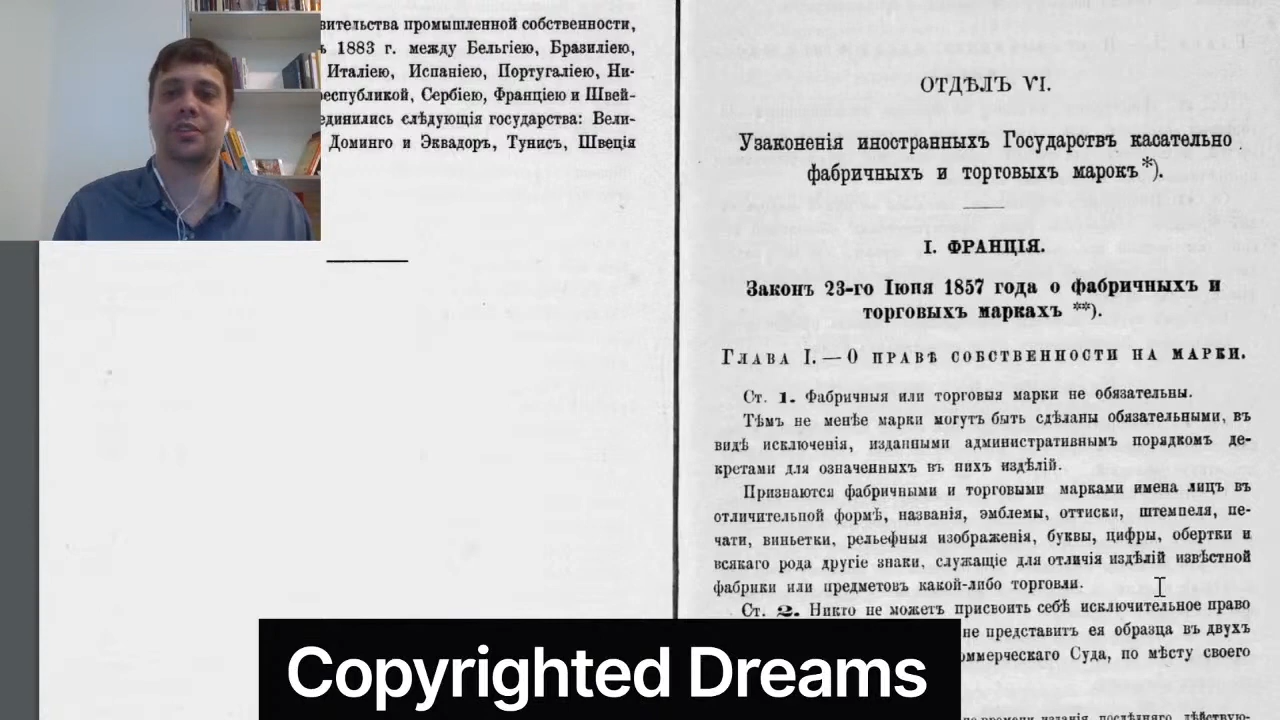 вительства промышленной собственности,
1883 г. между Бельгіею, Бразиліею,
Италіею, Испаніею, Португаліею, Ни-
еспубликой, Сербіею, Франціею и Швей-
единились слѣдующія государства: Вели-
Доминго и Эквадоръ, Тунисъ, Швеція
ОТДѢЛЪ VI.
Узаконенія иностранныхъ Государствъ касательно
фабричныхъ и торговыхъ марокъ*).
I. ФРАНЦІЯ.
Законъ 23-го Іюня 1857 года о фабричныхъ и
торговыхъ маркахъ **).
Глава I. — О правѣ собственности на марки.
Ст. 1. Фабричныя или торговыя марки не обязательны.
Тѣмъ не менѣе марки могутъ быть сдѣланы обязательными, въ
видѣ исключенія, изданными административнымъ порядкомъ де-
кретами для означенныхъ въ нихъ издѣлій.
Признаются фабричными и торговыми марками имена лицъ въ
отличительной формѣ, названія, эмблемы, оттиски, штемпеля, пе-
чати, виньетки, рельефныя изображенія, буквы, цифры, обертки и
всякаго рода другіе знаки, служащіе для отличія издѣлій извѣстной
фабрики или предметовъ какой-либо торговли.
Ст. 2. Никто не можетъ присвоить себѣ исключительное право
не представитъ ея образца въ двухъ
оммерческаго Суда, по мѣсту своего
Copyrighted Dreams